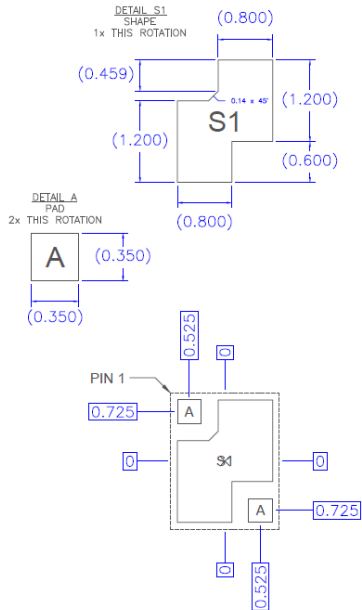 DETAIL S1
SHAPE
1x THIS ROTATION
(0.800)
(0.459)
0.14 x 45°
(1.200)
S1
(1.200)
(0.600)
(0.800)
DETAIL A
PAD
2x THIS ROTATION
A
(0.350)
(0.350)
0.525
0
PIN 1
0.725
A
0
0
A
0.725
0
0.525